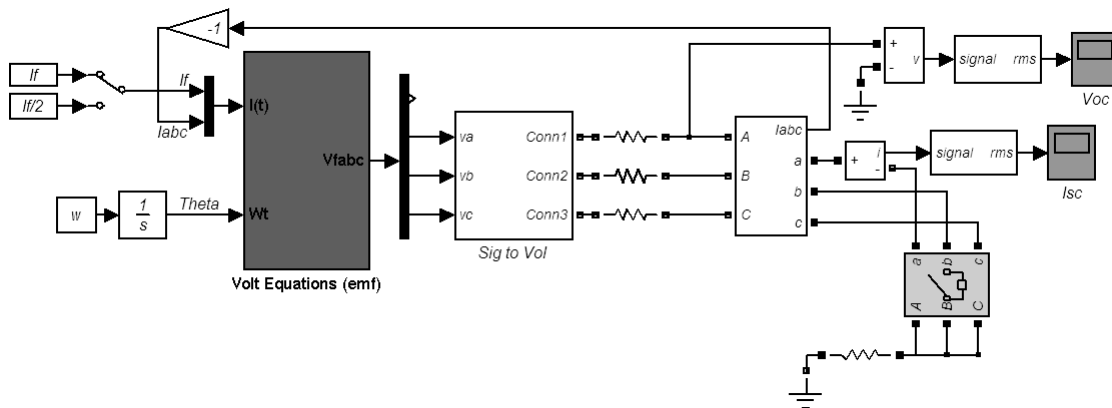 -1
If
If/2
If
Iabc
I(t)
Vfabc
w
1
s
Theta
Wt
Volt Equations (emf)
va
vb
vc
Conn1
Conn2
Conn3
Sig to Vol
A
B
C
Iabc
a
b
c
+
-
v
signal rms
Voc
+
-
i
signal rms
Isc
a
b
c
A
B
C